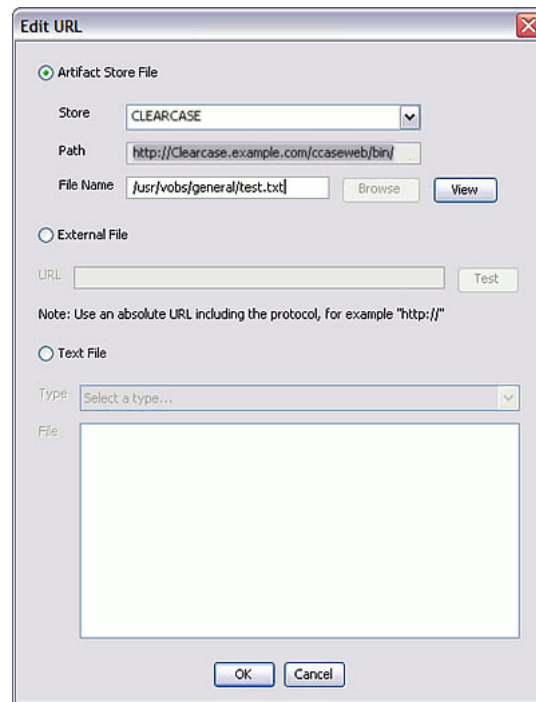 Edit URL
Artifact Store File
Store CLEARCASE
Path http://Clearcase.example.com/ccaseweb/bin/
File Name /usr/vobs/general/test.txt Browse View
External File
URL Test
Note: Use an absolute URL including the protocol, for example "http://"
Text File
Type Select a type...
File
OK Cancel